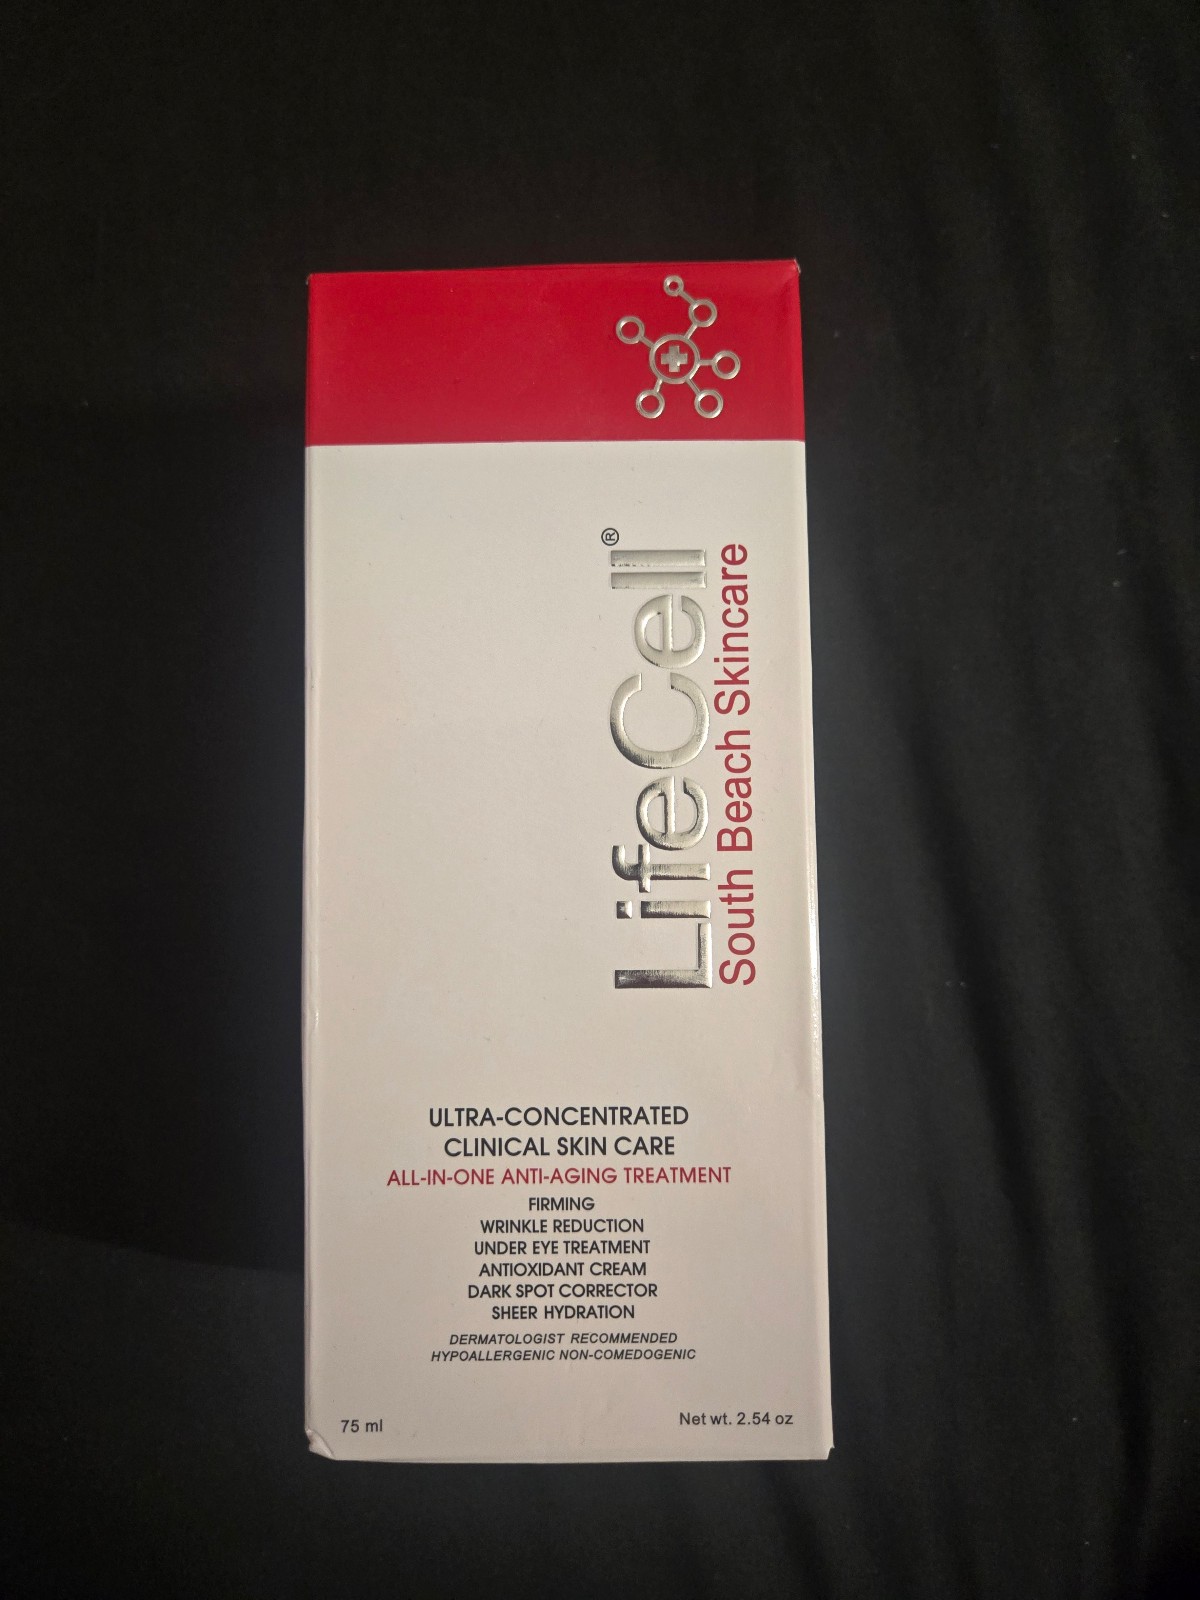 LifeCell®
South Beach Skincare
ULTRA-CONCENTRATED
CLINICAL SKIN CARE
ALL-IN-ONE ANTI-AGING TREATMENT
FIRMING
WRINKLE REDUCTION
UNDER EYE TREATMENT
ANTIOXIDANT CREAM
DARK SPOT CORRECTOR
SHEER HYDRATION
DERMATOLOGIST RECOMMENDED
HYPOALLERGENIC NON-COMEDOGENIC
75 ml
Net wt. 2.54 oz